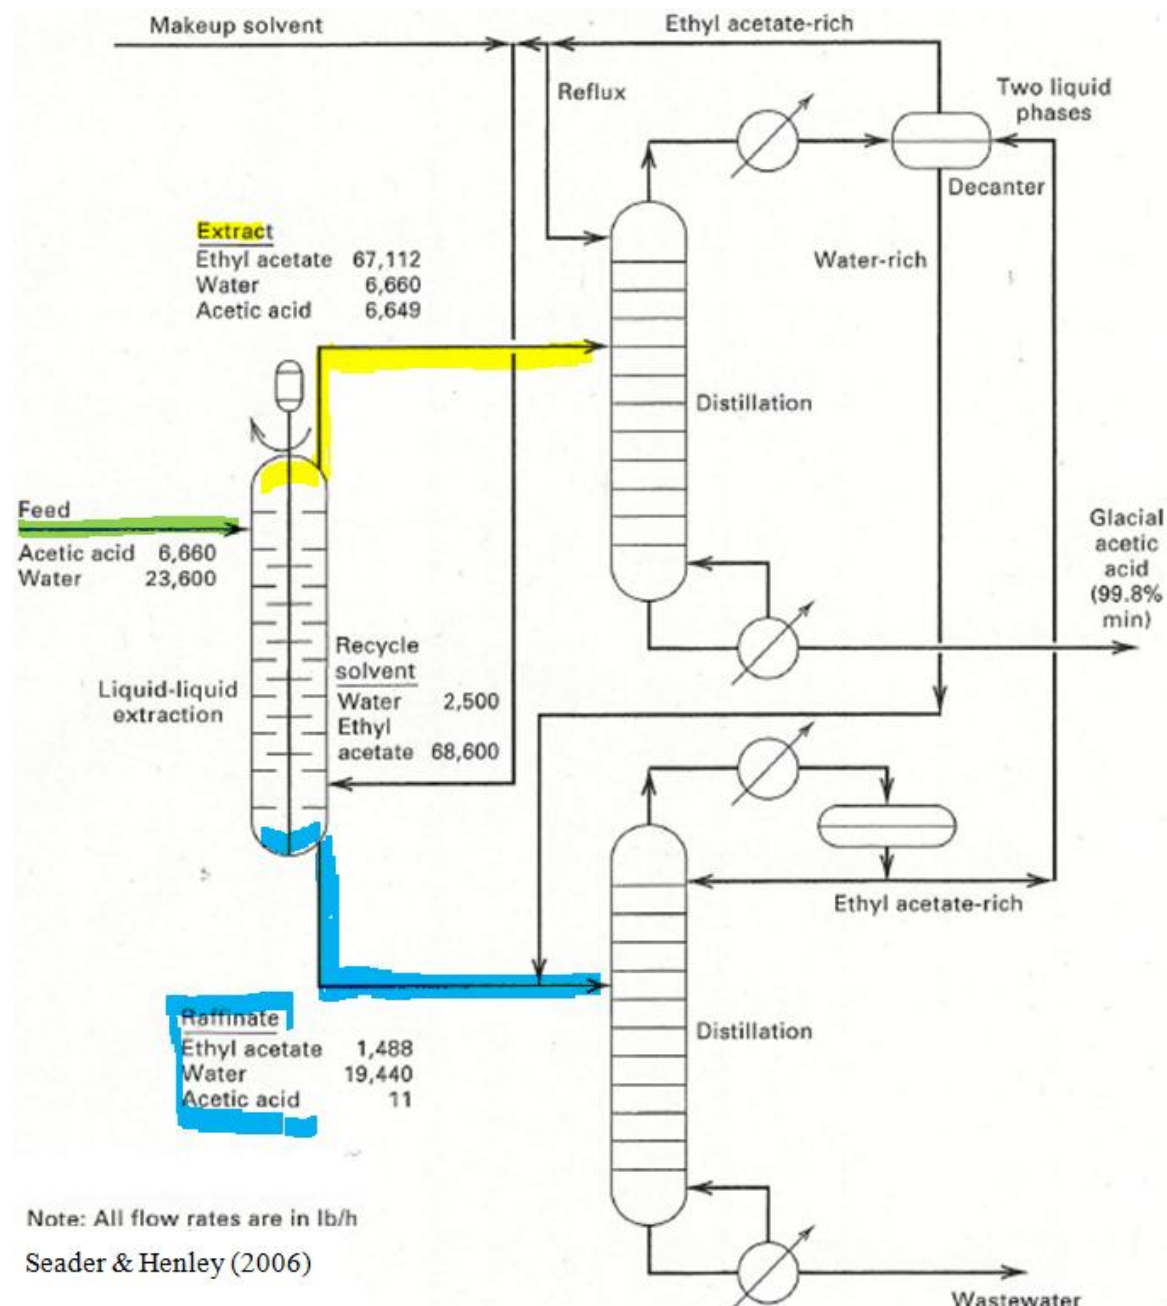 Makeup solvent
Ethyl acetate-rich
Reflux
Two liquid
phases
Decanter
Extract
Ethyl acetate 67,112
Water 6,660
Acetic acid 6,649
Water-rich
Distillation
Feed
Acetic acid 6,660
Water 23,600
Glacial
acetic
acid
(99.8%
min)
Recycle
solvent
Water 2,500
Ethyl
acetate 68,600
Liquid-liquid
extraction
Ethyl acetate-rich
Raffinate
Ethyl acetate 1,488
Water 19,440
Acetic acid 11
Distillation
Note: All flow rates are in lb/h
Seader & Henley (2006)
Wastewater